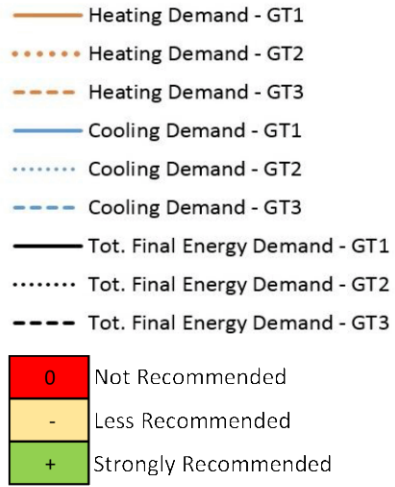 Heating Demand - GT1
Heating Demand - GT2
Heating Demand - GT3
Cooling Demand - GT1
Cooling Demand - GT2
Cooling Demand - GT3
Tot. Final Energy Demand - GT1
Tot. Final Energy Demand - GT2
Tot. Final Energy Demand - GT3
0 Not Recommended
- Less Recommended
+ Strongly Recommended